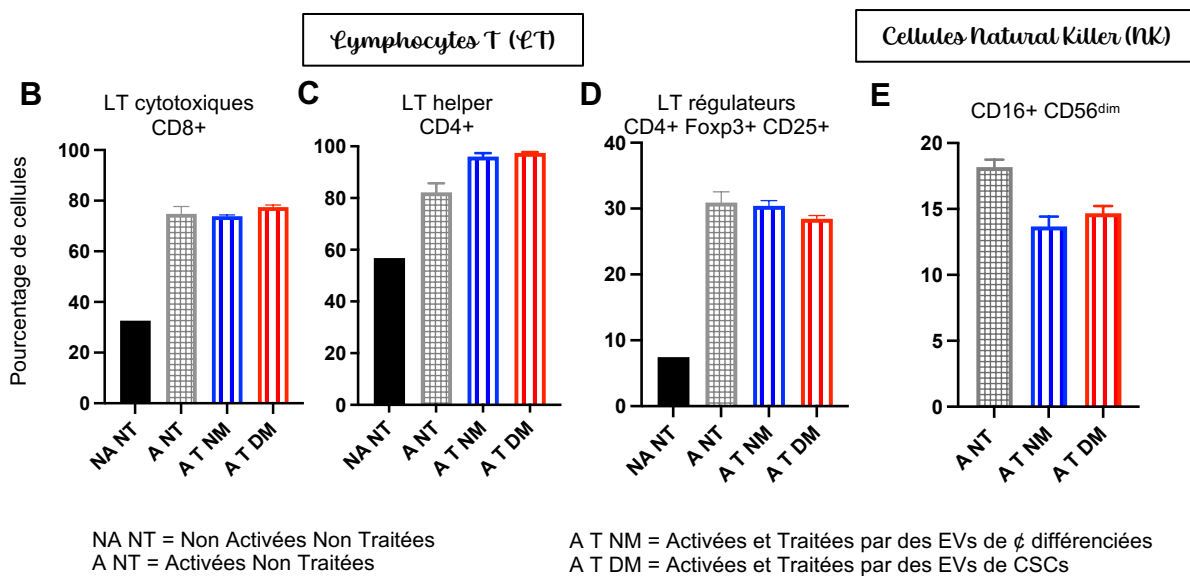 Lymphocytes T (LT)
Cellules Natural Killer (NK)
B
LT cytotoxiques
CD8+
C
LT helper
CD4+
D
LT régulateurs
CD4+ Foxp3+ CD25+
E
CD16+ CD56dim
Pourcentage de cellules
100
80
60
40
20
0
NA NT
A NT
A T NM
A T DM
100
80
60
40
20
0
NA NT
A NT
A T NM
A T DM
40
30
20
10
0
NA NT
A NT
A T NM
A T DM
20
15
10
5
0
A NT
A T NM
A T DM
NA NT = Non Activées Non Traitées
A NT = Activées Non Traitées
A T NM = Activées et Traitées par des EVs de ¢ différenciées
A T DM = Activées et Traitées par des EVs de CSCs